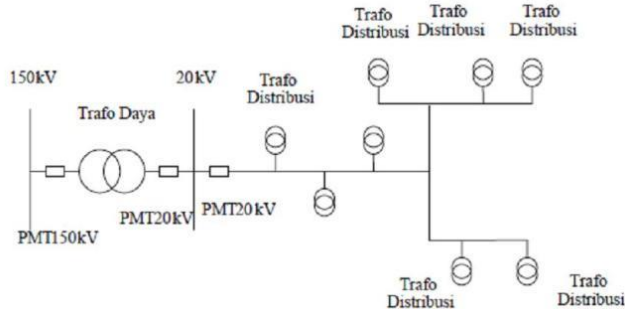 Trafo
Distribusi
Trafo
Distribusi
Trafo
Distribusi
150kV
20kV
Trafo
Distribusi
Trafo Daya
PMT150kV
PMT20kV
PMT20kV
Trafo
Distribusi
Trafo
Distribusi